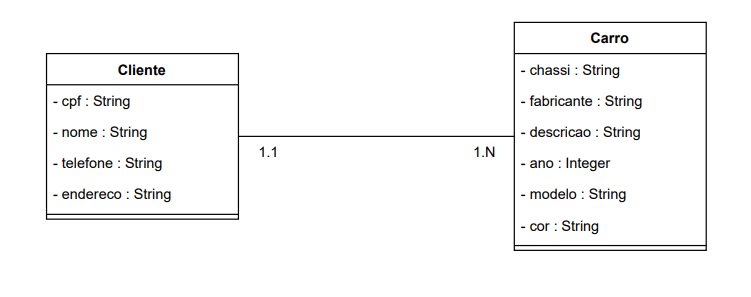 Cliente
- cpf : String
- nome : String
- telefone : String
- endereco : String
1.1
1.N
Carro
- chassi : String
- fabricante : String
- descricao : String
- ano : Integer
- modelo : String
- cor : String